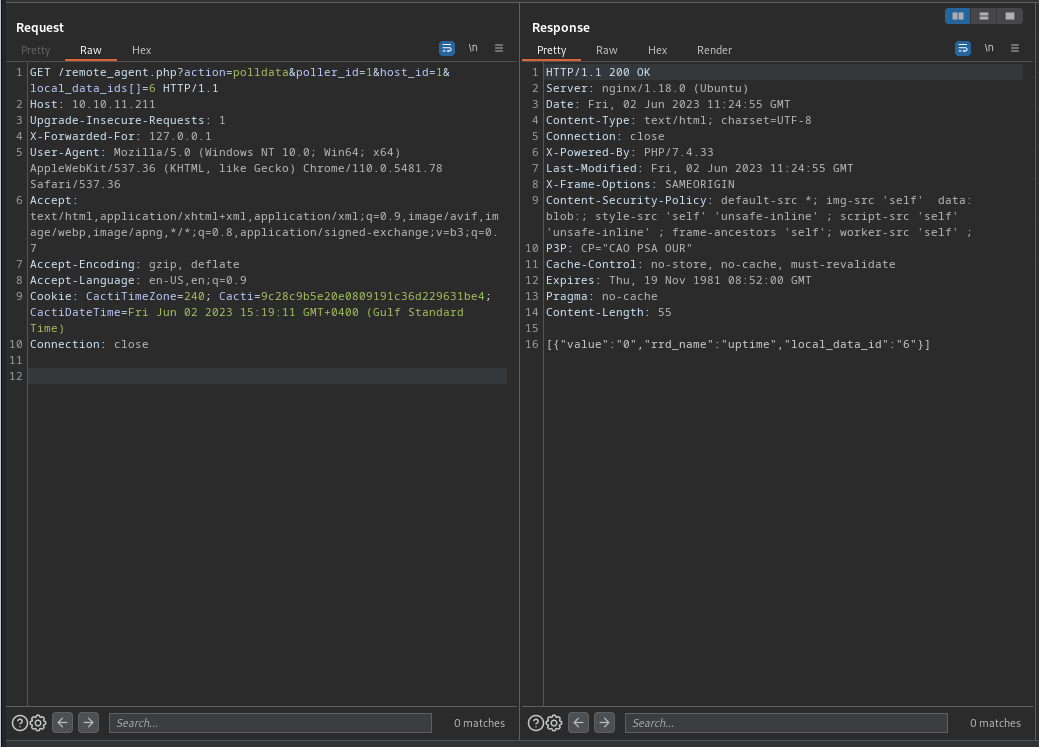 Request
Pretty Raw Hex \n
1 GET /remote_agent.php?action=polldata&poller_id=1&host_id=1&
local_data_ids[]=6 HTTP/1.1
2 Host: 10.10.11.211
3 Upgrade-Insecure-Requests: 1
4 X-Forwarded-For: 127.0.0.1
5 User-Agent: Mozilla/5.0 (Windows NT 10.0; Win64; x64)
AppleWebKit/537.36 (KHTML, like Gecko) Chrome/110.0.5481.78
Safari/537.36
6 Accept:
text/html,application/xhtml+xml,application/xml;q=0.9,image/avif,im
age/webp,image/apng,*/*;q=0.8,application/signed-exchange;v=b3;q=0.
7
7 Accept-Encoding: gzip, deflate
8 Accept-Language: en-US,en;q=0.9
9 Cookie: CactiTimeZone=240; Cacti=9c28c9b5e20e0809191c36d229631be4;
CactiDateTime=Fri Jun 02 2023 15:19:11 GMT+0400 (Gulf Standard
Time)
10 Connection: close
11
12
Search...
0 matches
Response
Pretty Raw Hex Render \n
1 HTTP/1.1 200 OK
2 Server: nginx/1.18.0 (Ubuntu)
3 Date: Fri, 02 Jun 2023 11:24:55 GMT
4 Content-Type: text/html; charset=UTF-8
5 Connection: close
6 X-Powered-By: PHP/7.4.33
7 Last-Modified: Fri, 02 Jun 2023 11:24:55 GMT
8 X-Frame-Options: SAMEORIGIN
9 Content-Security-Policy: default-src *; img-src 'self'  data:
blob:; style-src 'self' 'unsafe-inline' ; script-src 'self'
'unsafe-inline' ; frame-ancestors 'self'; worker-src 'self' ;
10 P3P: CP="CAO PSA OUR"
11 Cache-Control: no-store, no-cache, must-revalidate
12 Expires: Thu, 19 Nov 1981 08:52:00 GMT
13 Pragma: no-cache
14 Content-Length: 55
15
16 [{"value":"0","rrd_name":"uptime","local_data_id":"6"}]
Search...
0 matches